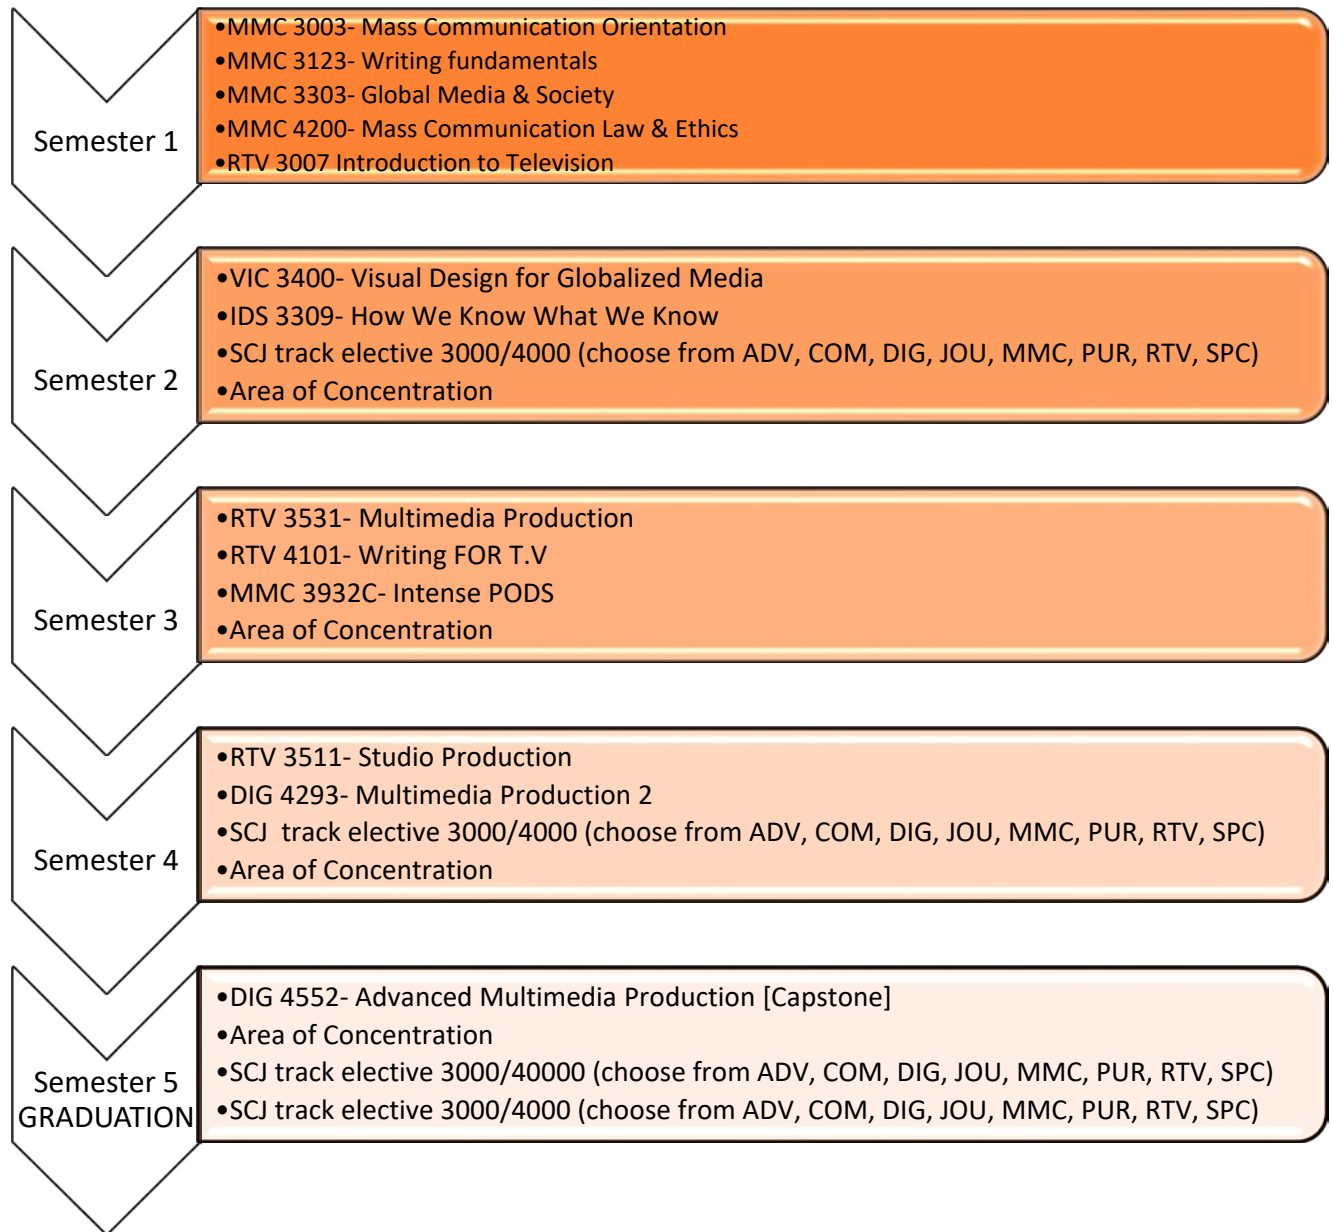 Semester 1
•MMC 3003- Mass Communication Orientation
•MMC 3123- Writing fundamentals
•MMC 3303- Global Media & Society
•MMC 4200- Mass Communication Law & Ethics
•RTV 3007 Introduction to Television
Semester 2
•VIC 3400- Visual Design for Globalized Media
•IDS 3309- How We Know What We Know
•SCJ track elective 3000/4000 (choose from ADV, COM, DIG, JOU, MMC, PUR, RTV, SPC)
•Area of Concentration
Semester 3
•RTV 3531- Multimedia Production
•RTV 4101- Writing FOR T.V
•MMC 3932C- Intense PODS
•Area of Concentration
Semester 4
•RTV 3511- Studio Production
•DIG 4293- Multimedia Production 2
•SCJ  track elective 3000/4000 (choose from ADV, COM, DIG, JOU, MMC, PUR, RTV, SPC)
•Area of Concentration
Semester 5
GRADUATION
•DIG 4552- Advanced Multimedia Production [Capstone]
•Area of Concentration
•SCJ track elective 3000/40000 (choose from ADV, COM, DIG, JOU, MMC, PUR, RTV, SPC)
•SCJ track elective 3000/4000 (choose from ADV, COM, DIG, JOU, MMC, PUR, RTV, SPC)